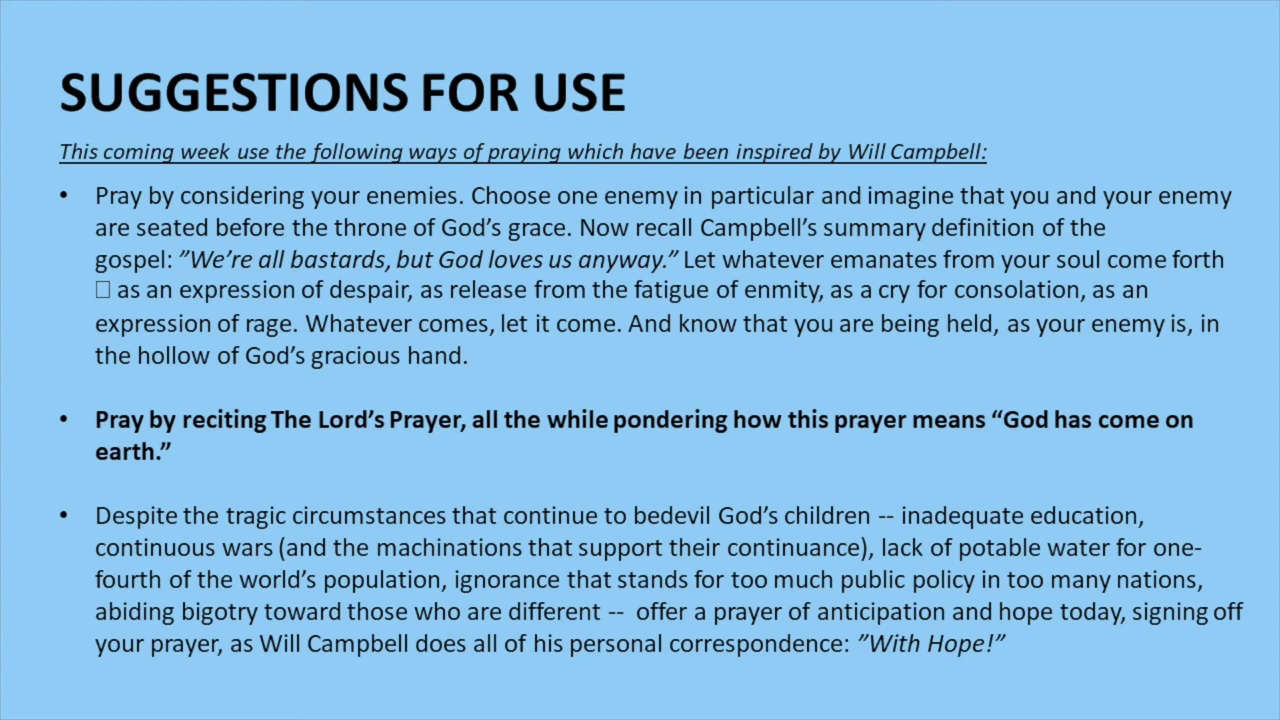 SUGGESTIONS FOR USE
This coming week use the following ways of praying which have been inspired by Will Campbell:
• Pray by considering your enemies. Choose one enemy in particular and imagine that you and your enemy
are seated before the throne of God’s grace. Now recall Campbell’s summary definition of the
gospel: ”We’re all bastards, but God loves us anyway.” Let whatever emanates from your soul come forth
□ as an expression of despair, as release from the fatigue of enmity, as a cry for consolation, as an
expression of rage. Whatever comes, let it come. And know that you are being held, as your enemy is, in
the hollow of God’s gracious hand.
• Pray by reciting The Lord’s Prayer, all the while pondering how this prayer means “God has come on
earth.”
• Despite the tragic circumstances that continue to bedevil God’s children -- inadequate education,
continuous wars (and the machinations that support their continuance), lack of potable water for one-
fourth of the world’s population, ignorance that stands for too much public policy in too many nations,
abiding bigotry toward those who are different -- offer a prayer of anticipation and hope today, signing off
your prayer, as Will Campbell does all of his personal correspondence: ”With Hope!”